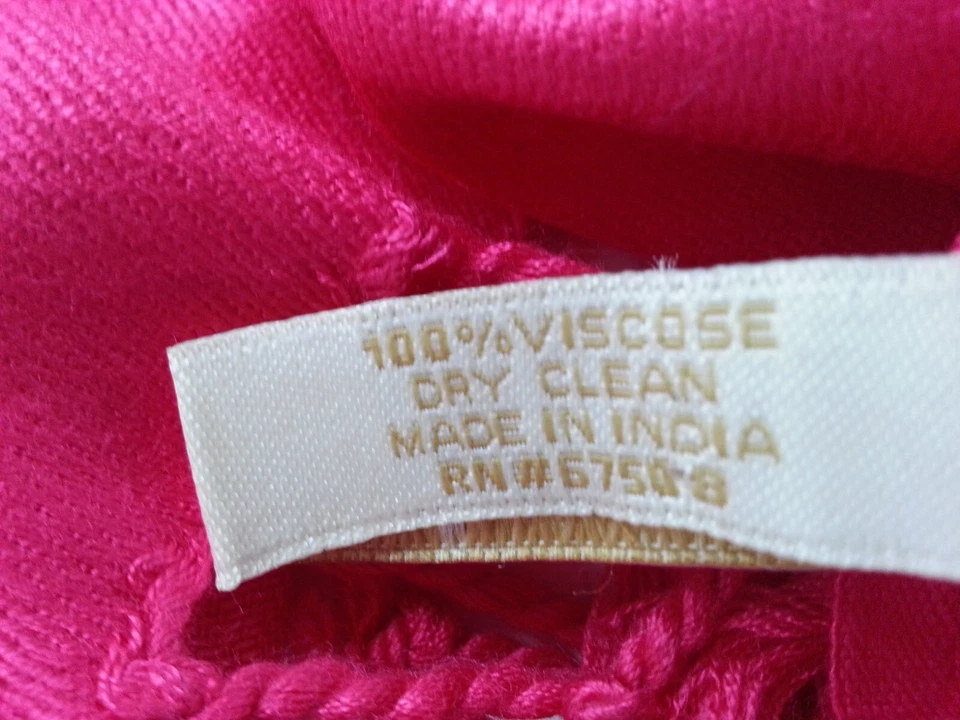 100% VISCOSE
DRY CLEAN
MADE IN INDIA